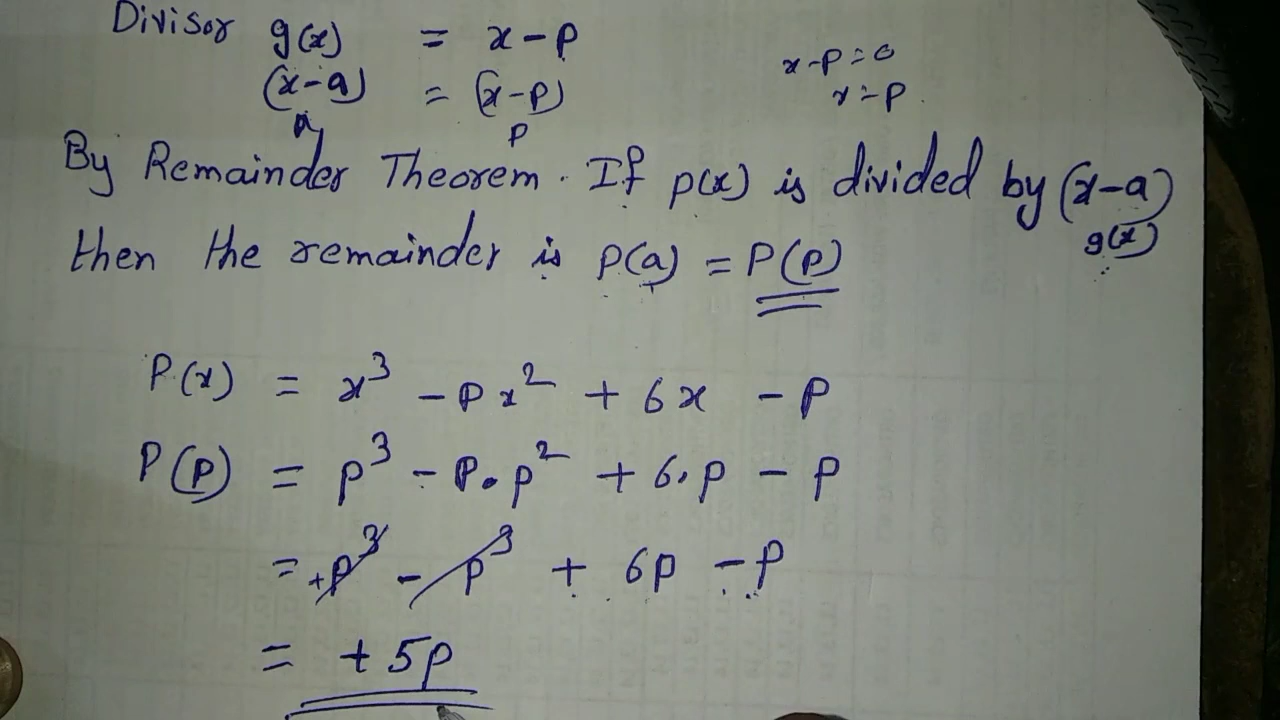 Divisor g(x) = x - p
x - p = 0
(x - a) = (x - p)
x = p.
a p
By Remainder Theorem. If p(x) is divided by (x - a)
g(x)
then the remainder is P(a) = P(p)
P(x) = x³ - Px² + 6x - P
P(p) = p³ - P.p² + 6.p - p
= +p³ - p³ + 6p - p
= + 5p